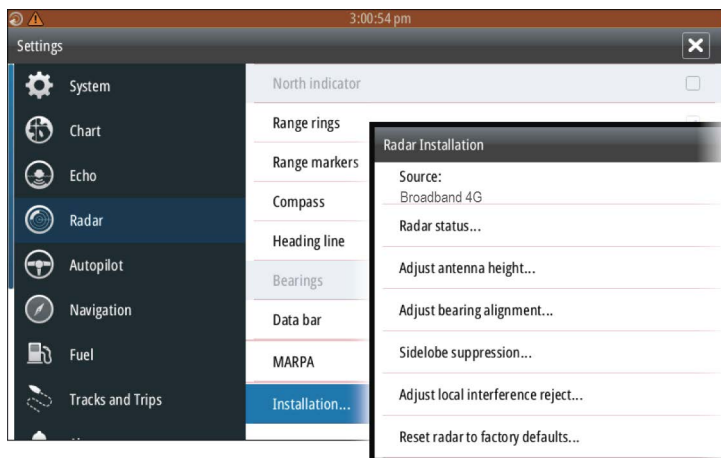 3:00:54 pm
Settings
System
Chart
Echo
Radar
Autopilot
Navigation
Fuel
Tracks and Trips
North indicator
Range rings
Range markers
Compass
Heading line
Bearings
Data bar
MARPA
Installation...
Radar Installation
Source:
Broadband 4G
Radar status...
Adjust antenna height...
Adjust bearing alignment...
Sidelobe suppression...
Adjust local interference reject...
Reset radar to factory defaults...